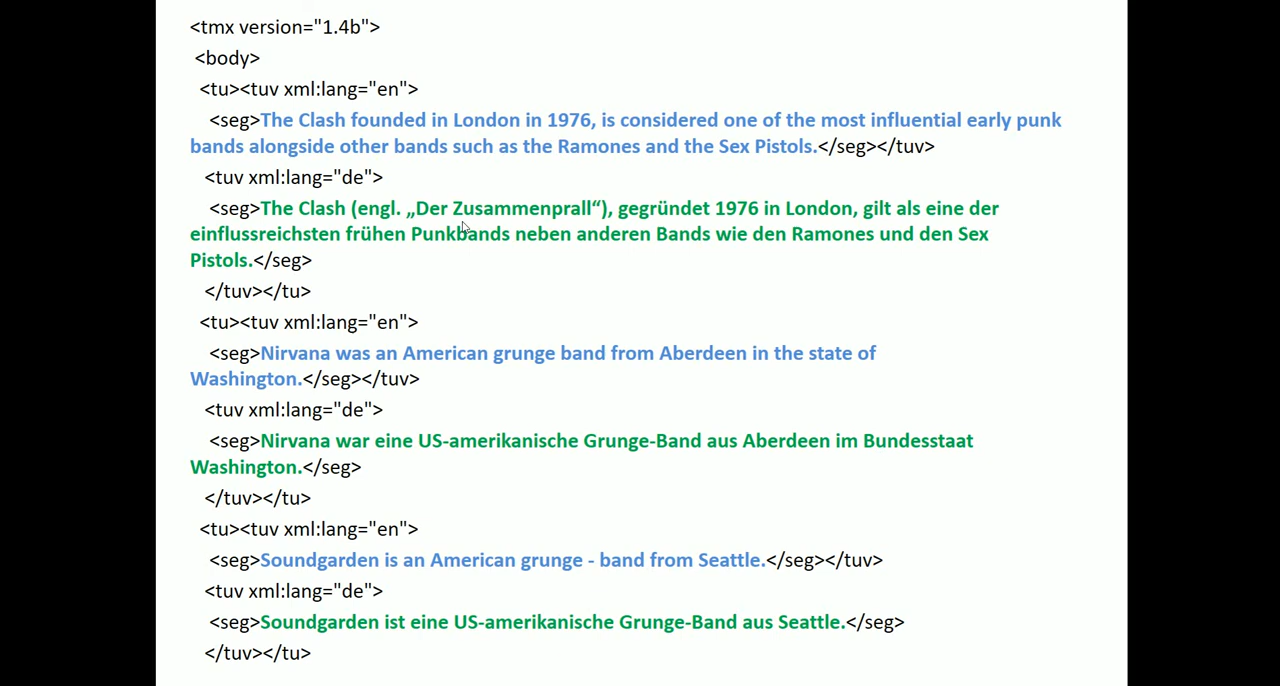 <tmx version="1.4b">
<body>
<tu><tuv xml:lang="en">
<seg>The Clash founded in London in 1976, is considered one of the most influential early punk
bands alongside other bands such as the Ramones and the Sex Pistols.</seg></tuv>
<tuv xml:lang="de">
<seg>The Clash (engl. „Der Zusammenprall“), gegründet 1976 in London, gilt als eine der
einflussreichsten frühen Punkbands neben anderen Bands wie den Ramones und den Sex
Pistols.</seg>
</tuv></tu>
<tu><tuv xml:lang="en">
<seg>Nirvana was an American grunge band from Aberdeen in the state of
Washington.</seg></tuv>
<tuv xml:lang="de">
<seg>Nirvana war eine US-amerikanische Grunge-Band aus Aberdeen im Bundesstaat
Washington.</seg>
</tuv></tu>
<tu><tuv xml:lang="en">
<seg>Soundgarden is an American grunge - band from Seattle.</seg></tuv>
<tuv xml:lang="de">
<seg>Soundgarden ist eine US-amerikanische Grunge-Band aus Seattle.</seg>
</tuv></tu>